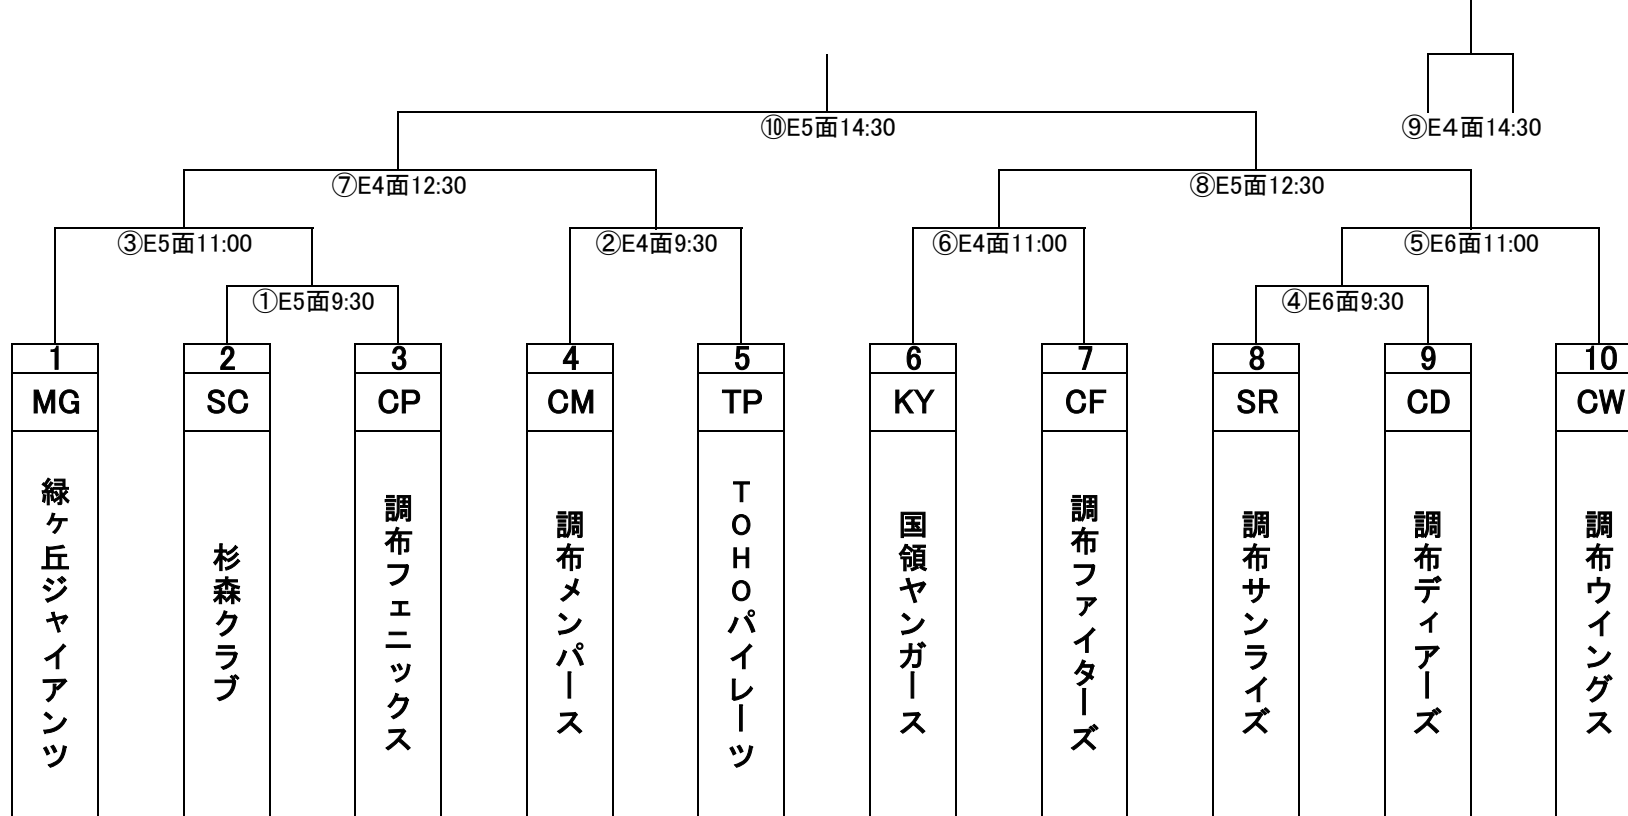 ⑩E5面14:30
⑨E４面14:30
⑦E4面12:30
⑧E5面12:30
③E5面11:00
②E4面9:30
⑥E4面11:00
⑤E6面11:00
①E5面9:30
④E6面9:30
1
2
3
4
5
6
7
8
9
10
MG
SC
CP
CM
TP
KY
CF
SR
CD
CW
緑ヶ丘ジャイアンツ
杉森クラブ
調布フェニックス
調布メンパース
ＴＯＨＯパイレーツ
国領ヤンガース
調布ファイターズ
調布サンライズ
調布ディアーズ
調布ウイングス